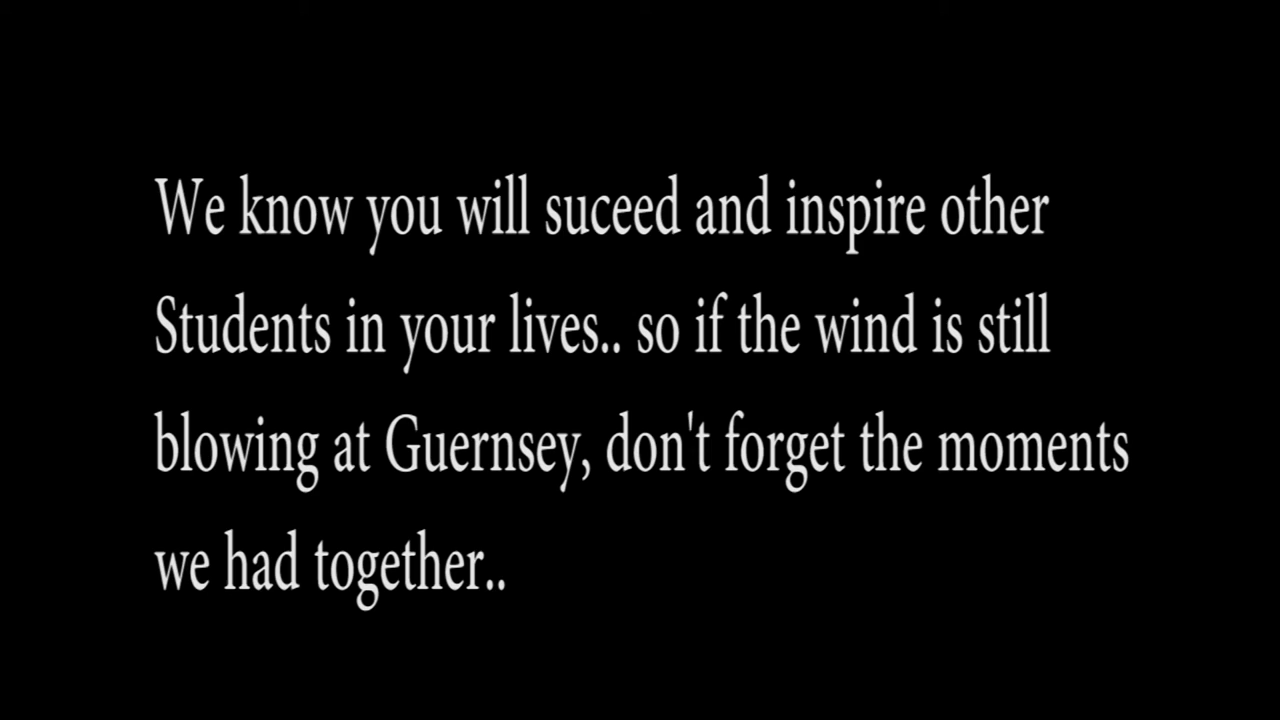 We know you will suceed and inspire other
Students in your lives.. so if the wind is still
blowing at Guernsey, don't forget the moments
we had together..